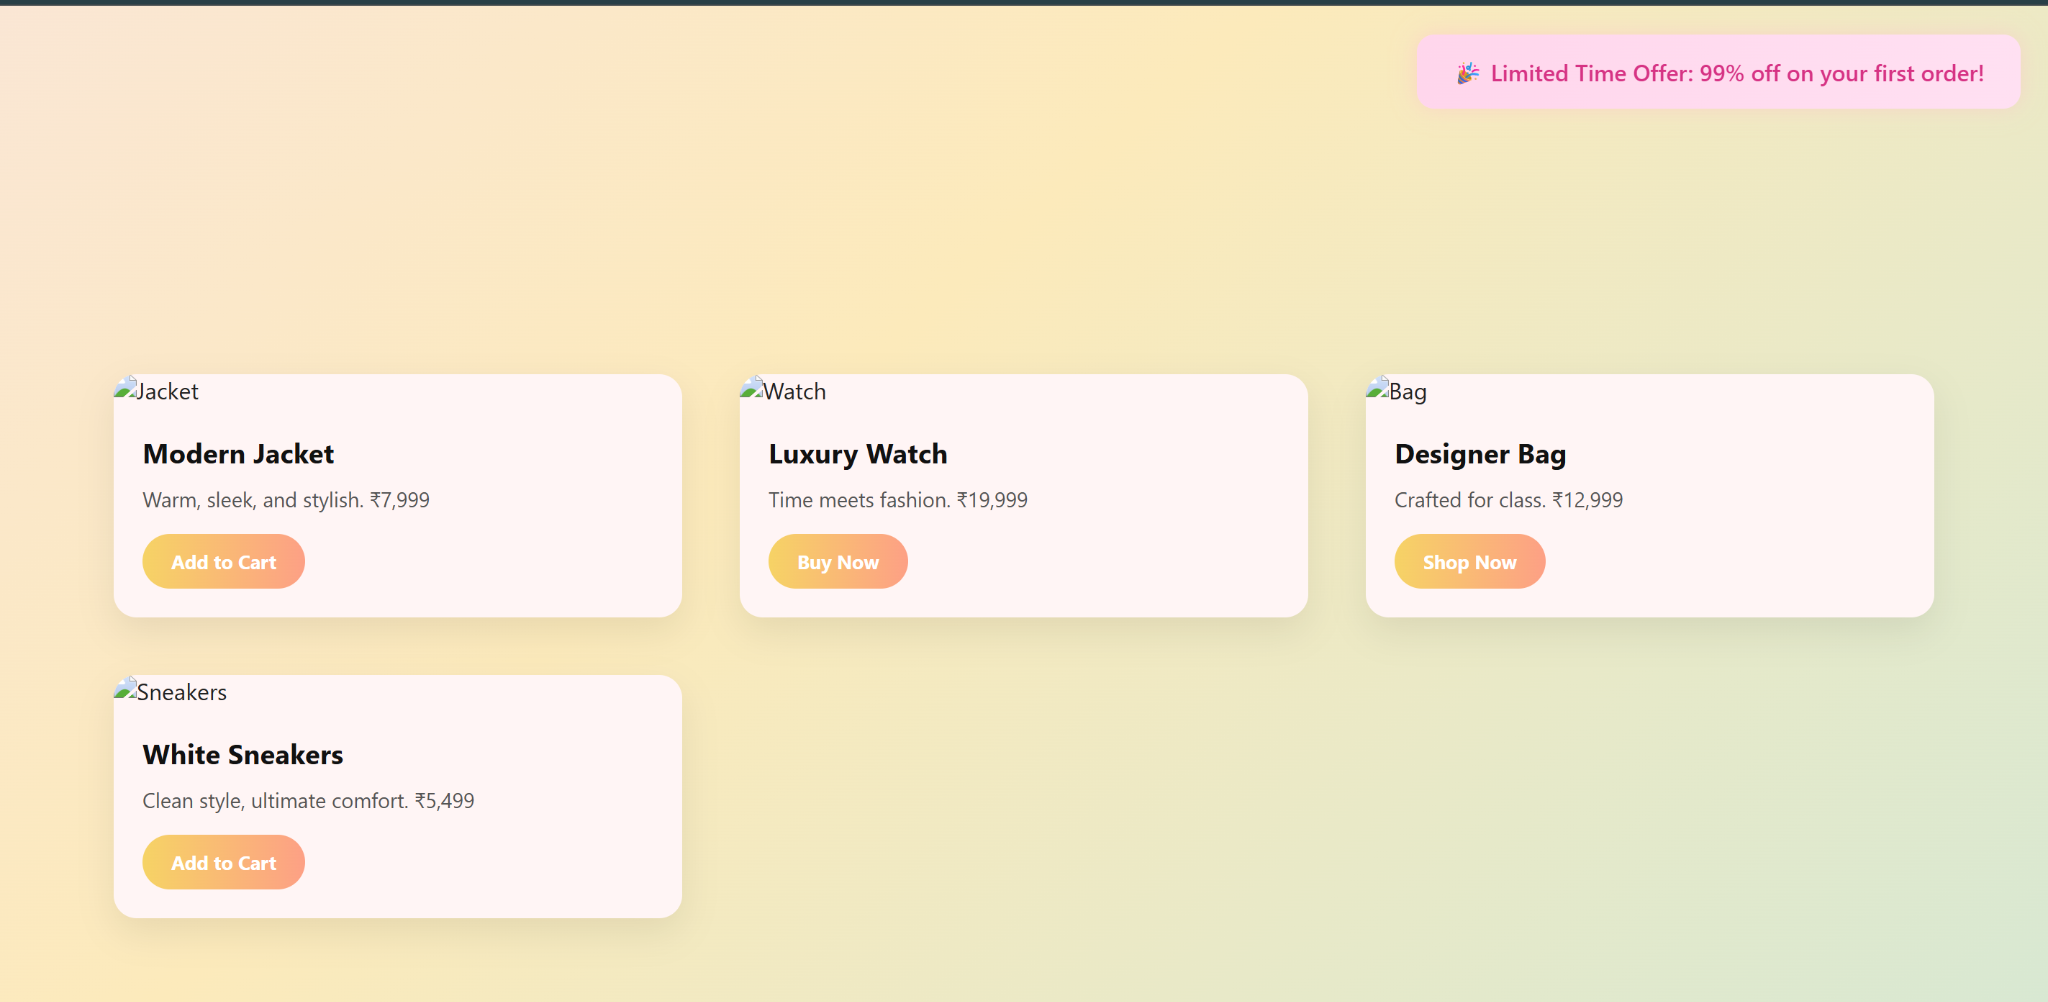 🎉 Limited Time Offer: 99% off on your first order!
Jacket
Modern Jacket
Warm, sleek, and stylish. ₹7,999
Add to Cart
Watch
Luxury Watch
Time meets fashion. ₹19,999
Buy Now
Bag
Designer Bag
Crafted for class. ₹12,999
Shop Now
Sneakers
White Sneakers
Clean style, ultimate comfort. ₹5,499
Add to Cart